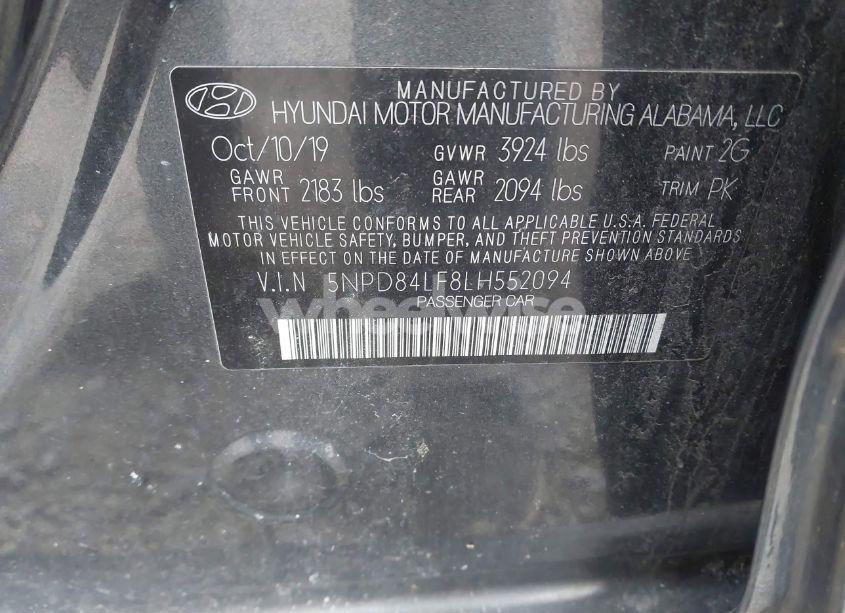 MANUFACTURED BY
HYUNDAI MOTOR MANUFACTURING ALABAMA, LLC
Oct/10/19 GVWR 3924 lbs PAINT 2G
GAWR FRONT 2183 lbs GAWR REAR 2094 lbs TRIM PK
THIS VEHICLE CONFORMS TO ALL APPLICABLE U.S.A. FEDERAL
MOTOR VEHICLE SAFETY, BUMPER, AND THEFT PREVENTION STANDARDS
IN EFFECT ON THE DATE OF MANUFACTURE SHOWN ABOVE.
V.I.N 5NPD84LF8LH552094
PASSENGER CAR
wheelwise